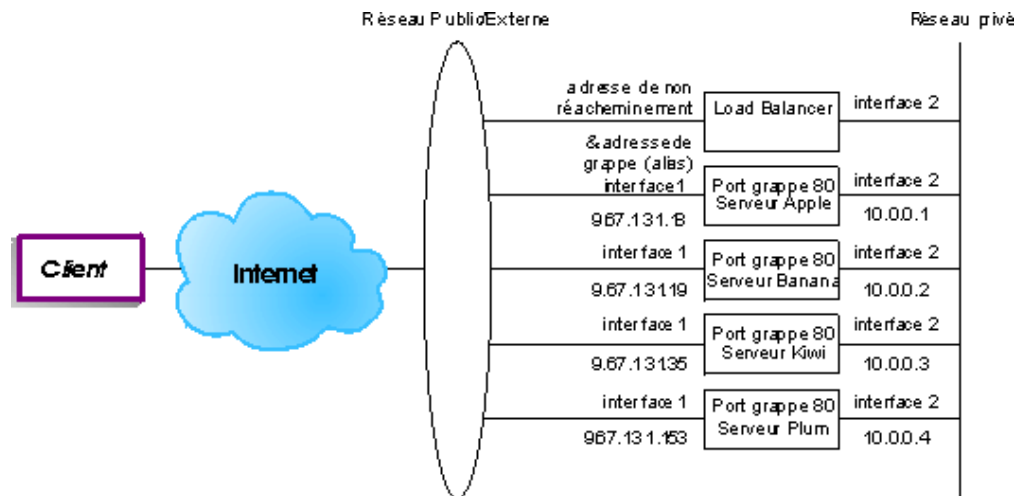 Réseau Public/Externe
Réseau privé
adresse de non
réacheminement
Load Balancer
interface 2
& adresse de
grappe (alias)
interface 1
Port grappe 80
Serveur Apple
interface 2
9.67.131.18
10.0.0.1
interface 1
Port grappe 80
Serveur Banana
interface 2
9.67.131.19
10.0.0.2
Client
Internet
interface 1
Port grappe 80
Serveur Kiwi
interface 2
9.67.131.35
10.0.0.3
interface 1
Port grappe 80
Serveur Plum
interface 2
9.67.131.153
10.0.0.4